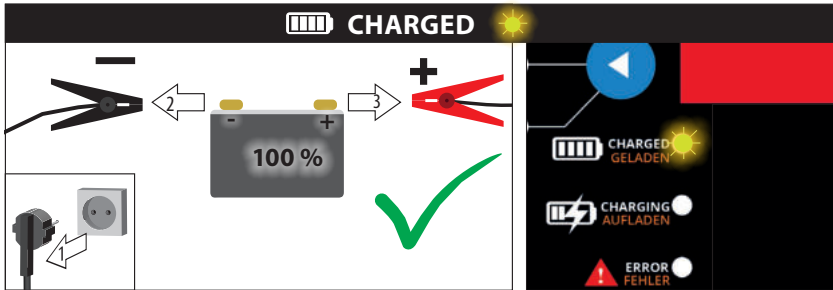 CHARGED
2
3
- +
100 %
1
CHARGED
GELADEN
CHARGING
AUFLADEN
ERROR
FEHLER